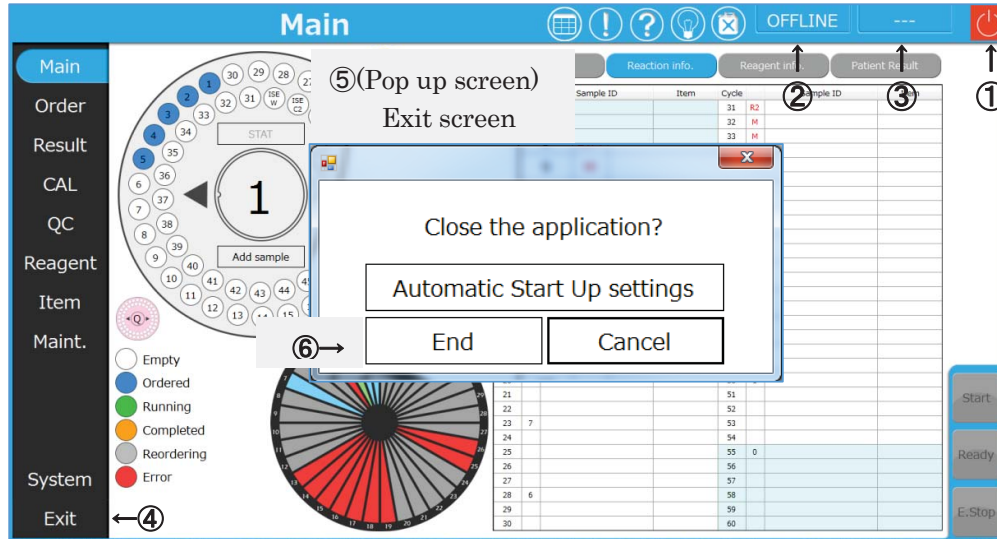 Main
OFFLINE
---
Main
Order
Result
CAL
QC
Reagent
Item
Maint.
System
Exit
←④
⑤(Pop up screen)
Exit screen
Reaction info.
Reagent info.
Patient Result
↑
②
↑
③
↑
①
Sample ID Item Cycle Sample ID Item
31 R2
32 M
33 M
1
2
3
4
5
6
7
8
9
10
11
12
13
15
28
29
30
31
32
33
34
35
36
37
38
39
40
41
42
43
44
ISE W
ISE C2
STAT
1
Add sample
Q
Close the application?
Automatic Start Up settings
⑥→
End
Cancel
Empty
Ordered
Running
Completed
Reordering
Error
21 51
22 52
23 7 53
24 54
25 55 0
26 56
27 57
28 6 58
29 59
30 60
Start
Ready
E.Stop